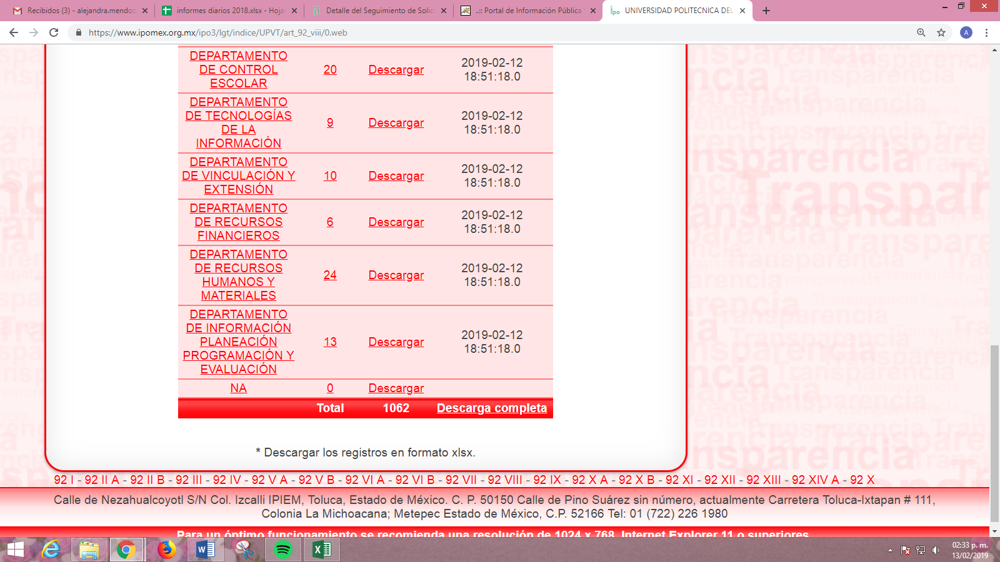 Recibidos (3) - alejandra.mendoz
informes diarios 2018.xlsx - Hoja
Detalle del Seguimiento de Solic
..:: Portal de Información Pública
ipo
UNIVERSIDAD POLITECNICA DEL
https://www.ipomex.org.mx/ipo3/lgt/indice/UPVT/art_92_viii/0.web
A
DEPARTAMENTO
DE CONTROL
ESCOLAR
20
Descargar
2019-02-12
18:51:18.0
DEPARTAMENTO
DE TECNOLOGÍAS
DE LA
INFORMACIÓN
9
Descargar
2019-02-12
18:51:18.0
DEPARTAMENTO
DE VINCULACIÓN Y
EXTENSIÓN
10
Descargar
2019-02-12
18:51:18.0
DEPARTAMENTO
DE RECURSOS
FINANCIEROS
6
Descargar
2019-02-12
18:51:18.0
DEPARTAMENTO
DE RECURSOS
HUMANOS Y
MATERIALES
24
Descargar
2019-02-12
18:51:18.0
DEPARTAMENTO
DE INFORMACIÓN
PLANEACIÓN
PROGRAMACIÓN Y
EVALUACIÓN
13
Descargar
2019-02-12
18:51:18.0
NA
0
Descargar
Total 1062 Descarga completa
* Descargar los registros en formato xlsx.
92 I - 92 II A - 92 II B - 92 III - 92 IV - 92 V A - 92 V B - 92 VI A - 92 VI B - 92 VII - 92 VIII - 92 IX - 92 X A - 92 X B - 92 XI - 92 XII - 92 XIII - 92 XIV A - 92 X
Calle de Nezahualcoyotl S/N Col. Izcalli IPIEM, Toluca, Estado de México. C. P. 50150 Calle de Pino Suárez sin número, actualmente Carretera Toluca-Ixtapan # 111,
Colonia La Michoacana; Metepec Estado de México, C.P. 52166 Tel: 01 (722) 226 1980
Para un óptimo funcionamiento se recomienda una resolución de 1024 x 768. Internet Explorer 11 o superiores
02:33 p. m.
13/02/2019